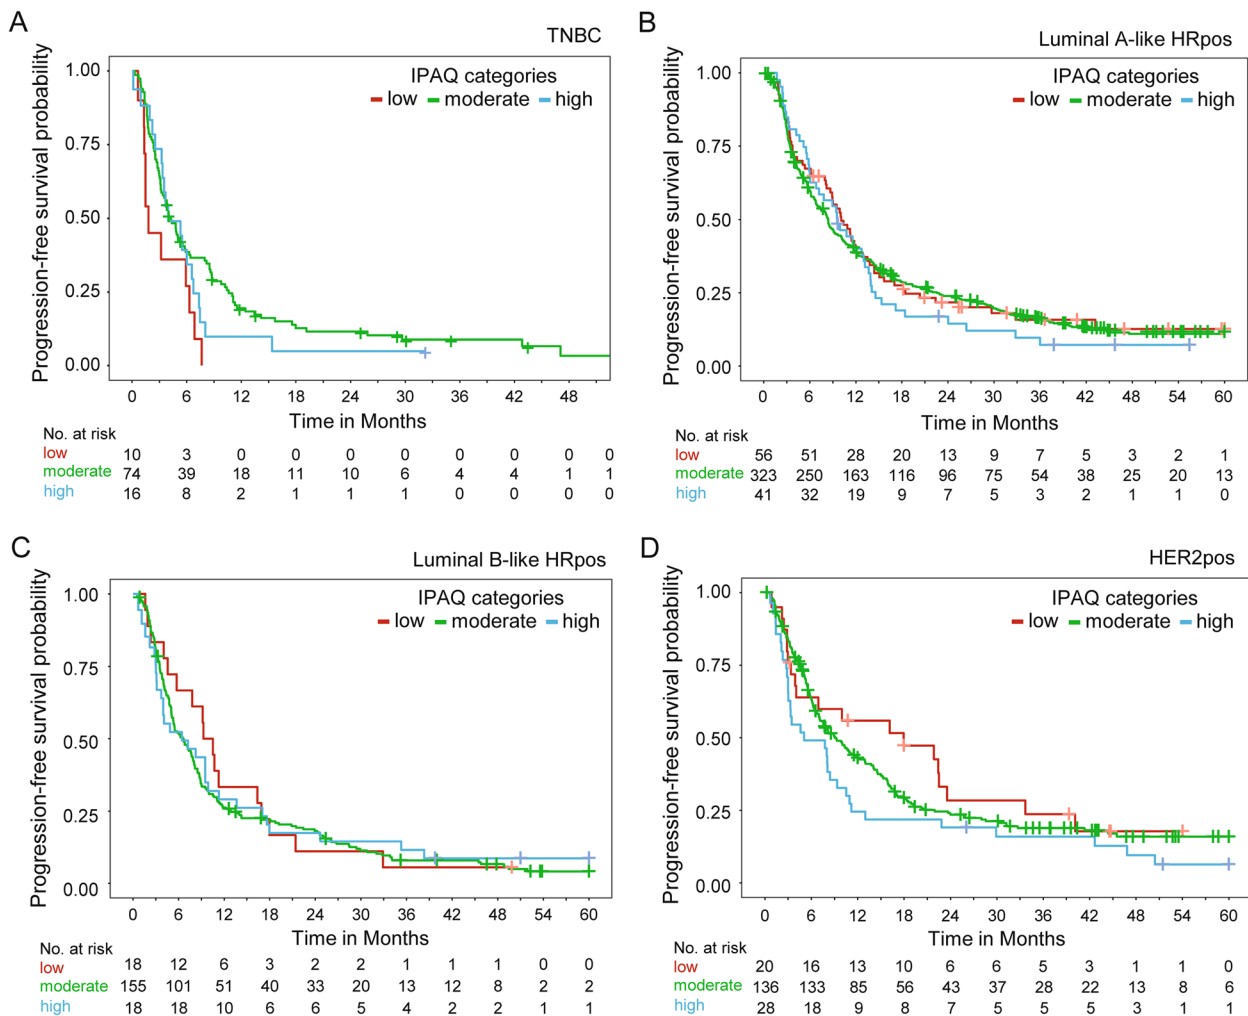 A
TNBC
Progression-free survival probability
IPAQ categories
low moderate high
1.00
0.75
0.50
0.25
0.00
0 6 12 18 24 30 36 42 48
Time in Months
No. at risk
low 10 3 0 0 0 0 0 0 0 0
moderate 74 39 18 11 10 6 4 4 1 1
high 16 8 2 1 1 1 0 0 0 0
B
Luminal A-like HRpos
Progression-free survival probability
IPAQ categories
low moderate high
1.00
0.75
0.50
0.25
0.00
0 6 12 18 24 30 36 42 48 54 60
Time in Months
No. at risk
low 56 51 28 20 13 9 7 5 3 2 1
moderate 323 250 163 116 96 75 54 38 25 20 13
high 41 32 19 9 7 5 3 2 1 1 0
C
Luminal B-like HRpos
Progression-free survival probability
IPAQ categories
low moderate high
1.00
0.75
0.50
0.25
0.00
0 6 12 18 24 30 36 42 48 54 60
Time in Months
No. at risk
low 18 12 6 3 2 2 1 1 1 0 0
moderate 155 101 51 40 33 20 13 12 8 2 2
high 18 18 10 6 6 5 4 2 2 1 1
D
HER2pos
Progression-free survival probability
IPAQ categories
low moderate high
1.00
0.75
0.50
0.25
0.00
0 6 12 18 24 30 36 42 48 54 60
Time in Months
No. at risk
low 20 16 13 10 6 6 5 3 1 1 0
moderate 136 133 85 56 43 37 28 22 13 8 6
high 28 18 9 8 7 5 5 5 3 1 1